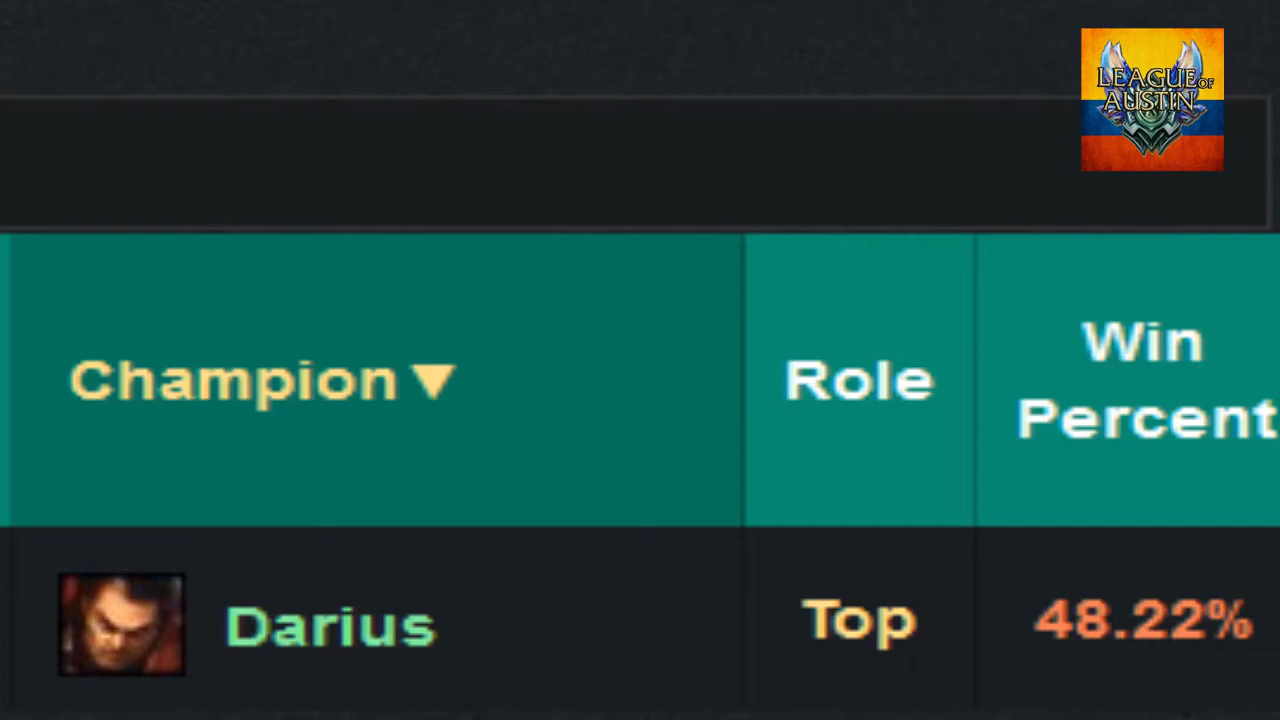 LEAGUE OF
AUSTIN
Champion ▼
Role
Win
Percent
Darius
Top
48.22%